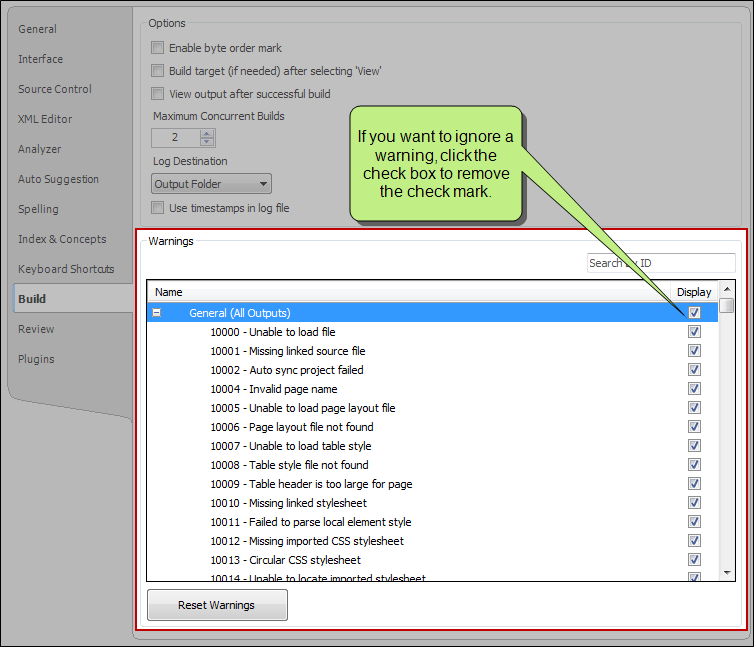 General
Interface
Source Control
XML Editor
Analyzer
Auto Suggestion
Spelling
Index & Concepts
Keyboard Shortcuts
Build
Review
Plugins
Options
Enable byte order mark
Build target (if needed) after selecting 'View'
View output after successful build
Maximum Concurrent Builds
2
Log Destination
Output Folder
Use timestamps in log file
If you want to ignore a
warning, click the
check box to remove
the check mark.
Warnings
Search by ID
Name Display
General (All Outputs)
10000 - Unable to load file
10001 - Missing linked source file
10002 - Auto sync project failed
10004 - Invalid page name
10005 - Unable to load page layout file
10006 - Page layout file not found
10007 - Unable to load table style
10008 - Table style file not found
10009 - Table header is too large for page
10010 - Missing linked stylesheet
10011 - Failed to parse local element style
10012 - Missing imported CSS stylesheet
10013 - Circular CSS stylesheet
10014 - Unable to locate imported stylesheet
Reset Warnings